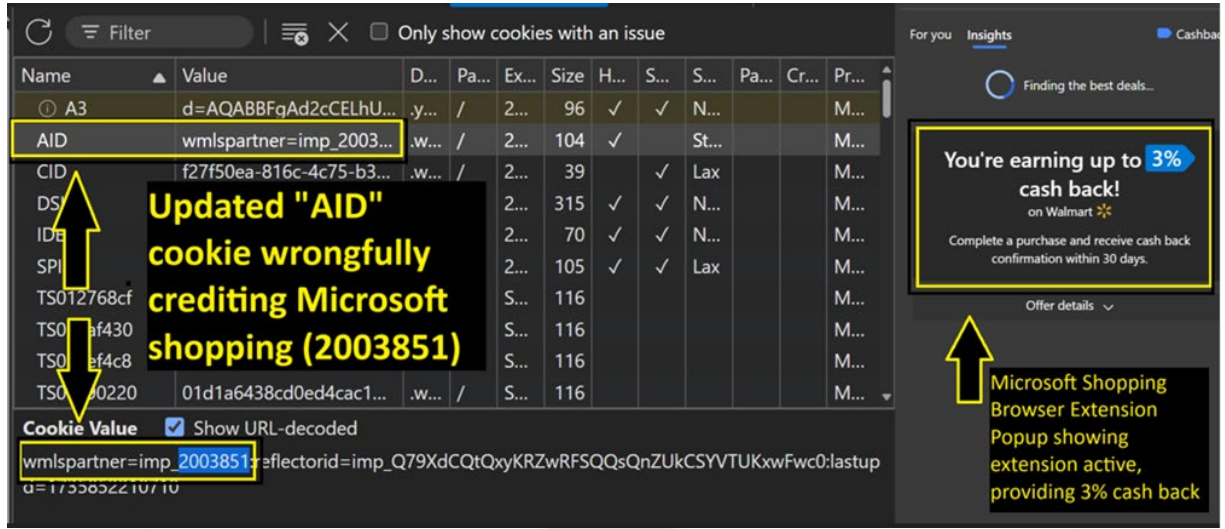 Filter
Only show cookies with an issue
Name Value D... Pa... Ex... Size H... S... S... Pa... Cr... Pr...
A3 d=AQABBFgAd2cCELhU... .y... / 2... 96 ✓ ✓ N... M...
AID wmlspartner=imp_2003... .w... / 2... 104 ✓ St... M...
CID f27f50ea-816c-4c75-b3... .w... / 2... 39 ✓ Lax M...
2... 315 ✓ ✓ N... M...
2... 70 ✓ ✓ N... M...
2... 105 ✓ ✓ Lax M...
TS012768cf S... 116 M...
S... 116 M...
S... 116 M...
01d1a6438cd0ed4cac1... .w... / S... 116 M...
Updated "AID"
cookie wrongfully
crediting Microsoft
shopping (2003851)
Cookie Value Show URL-decoded
wmlspartner=imp_2003851:reflectorid=imp_Q79XdCQtQxyKRZwRFSQQsQnZUkCSYVTUKxwFwc0:lastup
d=1735852210710
For you Insights Cashbac
Finding the best deals...
You're earning up to 3%
cash back!
on Walmart
Complete a purchase and receive cash back
confirmation within 30 days.
Offer details
Microsoft Shopping
Browser Extension
Popup showing
extension active,
providing 3% cash back